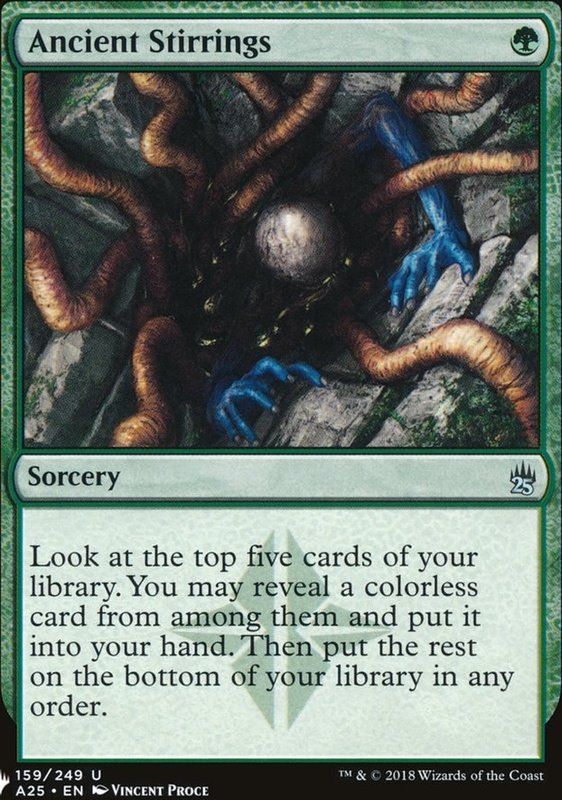 Ancient Stirrings
Sorcery
25
Look at the top five cards of your
library. You may reveal a colorless
card from among them and put it
into your hand. Then put the rest
on the bottom of your library in any
order.
159/249 U
A25 • EN Vincent Proce
™ & © 2018 Wizards of the Coast